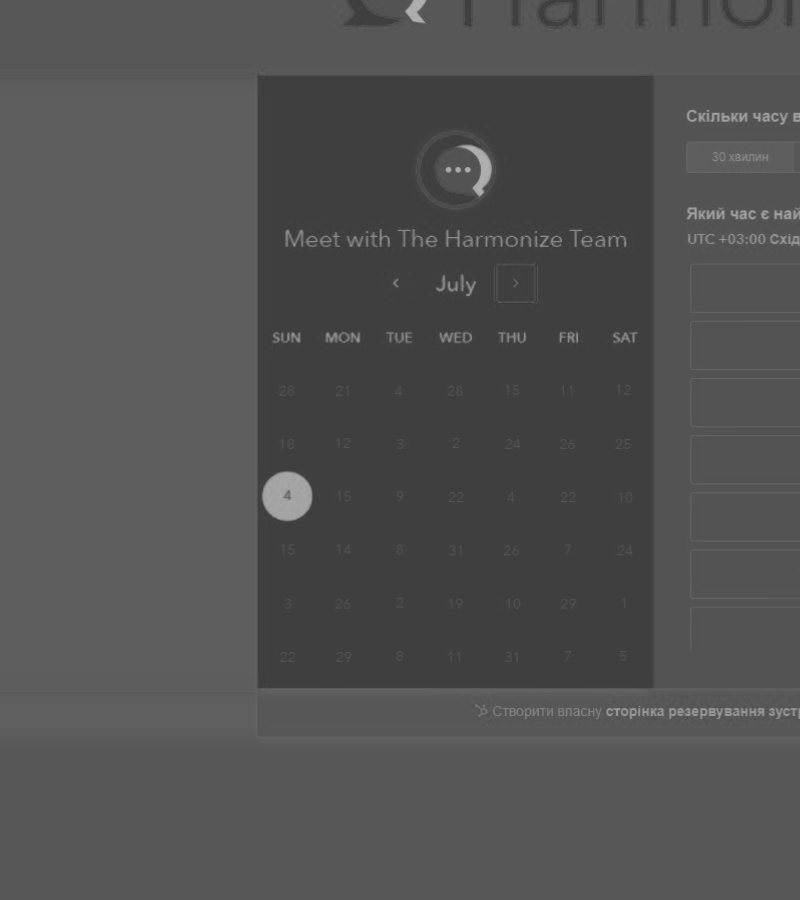 Harmon
Meet with The Harmonize Team
July
SUN MON TUE WED THU FRI SAT
28 21 4 28 15 11 12
18 12 3 2 24 26 25
4 15 9 22 4 22 10
15 14 8 31 26 7 24
3 26 2 19 10 29 1
22 29 8 11 31 7 5
Скільки часу в
30 хвилин
Який час є най
UTC +03:00 Схід
Створити власну сторінка резервування зуст